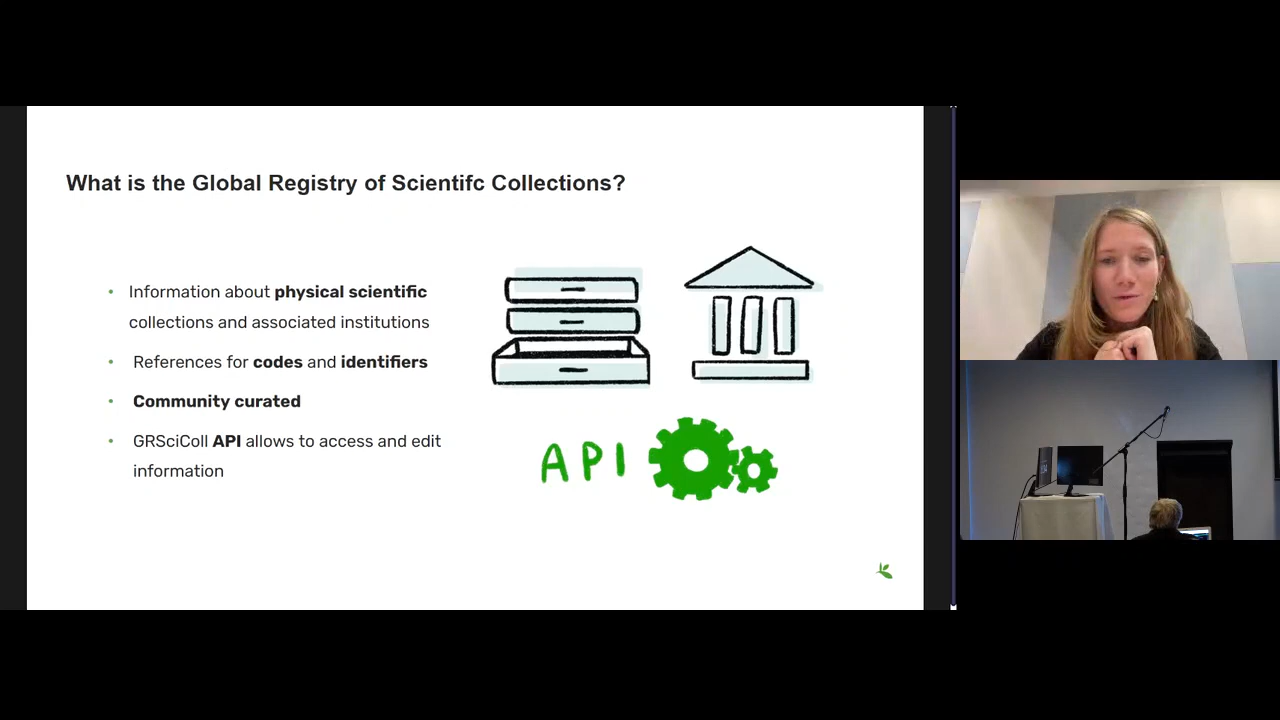 What is the Global Registry of Scientifc Collections?
Information about physical scientific
collections and associated institutions
References for codes and identifiers
Community curated
GRSciColl API allows to access and edit
information
API